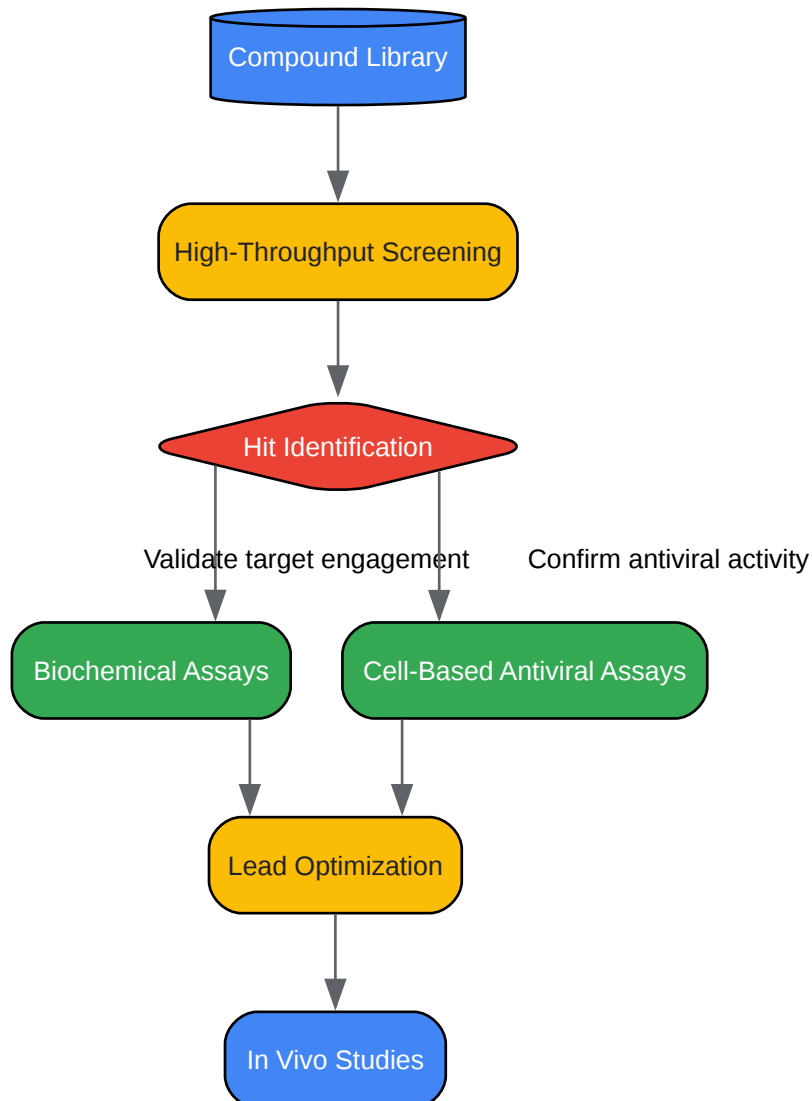 Compound Library
High-Throughput Screening
Hit Identification
Validate target engagement
Confirm antiviral activity
Biochemical Assays
Cell-Based Antiviral Assays
Lead Optimization
In Vivo Studies